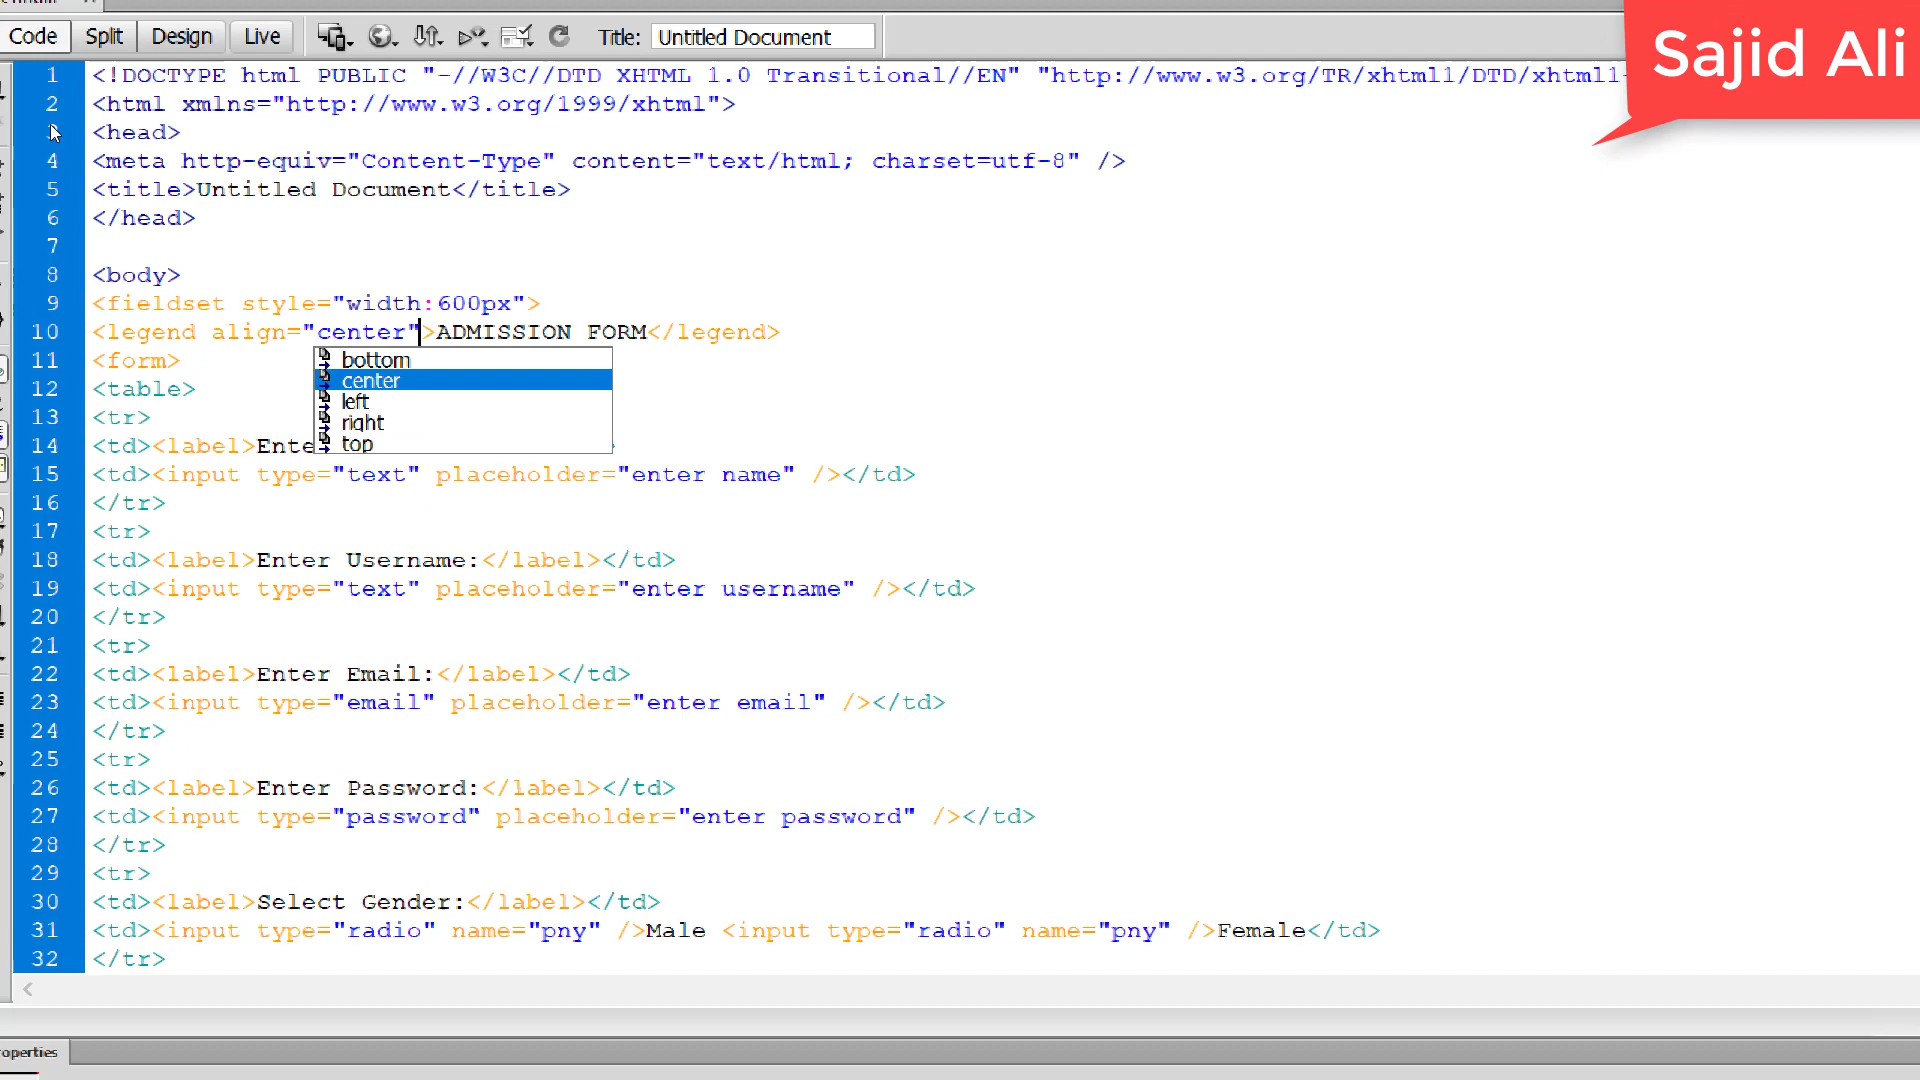 Code Split Design Live Title: Untitled Document
Sajid Ali
1 <!DOCTYPE html PUBLIC "-//W3C//DTD XHTML 1.0 Transitional//EN" "http://www.w3.org/TR/xhtml1/DTD/xhtml1-
2 <html xmlns="http://www.w3.org/1999/xhtml">
3 <head>
4 <meta http-equiv="Content-Type" content="text/html; charset=utf-8" />
5 <title>Untitled Document</title>
6 </head>
7
8 <body>
9 <fieldset style="width:600px">
10 <legend align="center">ADMISSION FORM</legend>
11 <form>
bottom
center
left
right
top
12 <table>
13 <tr>
14 <td><label>Ente
15 <td><input type="text" placeholder="enter name" /></td>
16 </tr>
17 <tr>
18 <td><label>Enter Username:</label></td>
19 <td><input type="text" placeholder="enter username" /></td>
20 </tr>
21 <tr>
22 <td><label>Enter Email:</label></td>
23 <td><input type="email" placeholder="enter email" /></td>
24 </tr>
25 <tr>
26 <td><label>Enter Password:</label></td>
27 <td><input type="password" placeholder="enter password" /></td>
28 </tr>
29 <tr>
30 <td><label>Select Gender:</label></td>
31 <td><input type="radio" name="pny" />Male <input type="radio" name="pny" />Female</td>
32 </tr>
operties